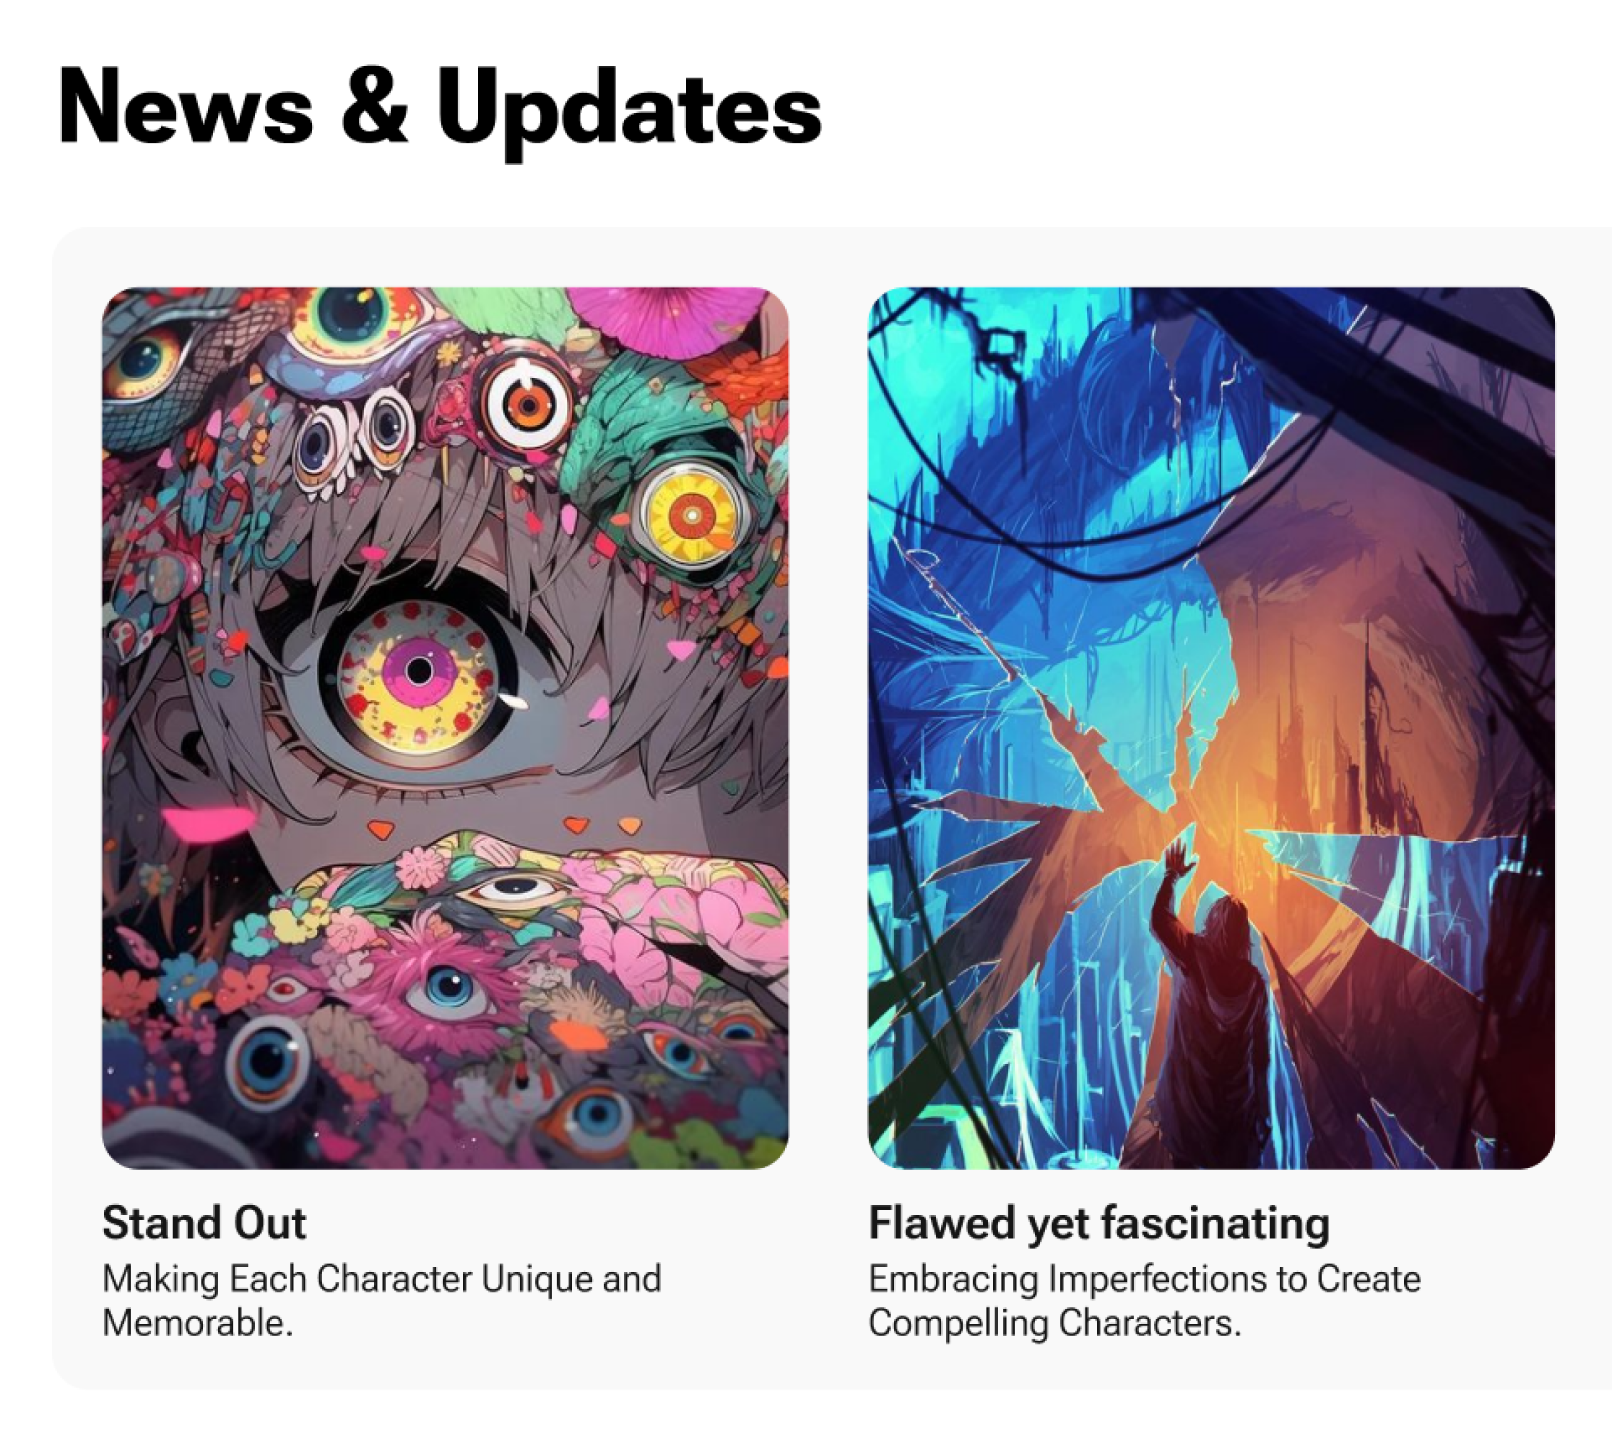 News & Updates
Stand Out
Making Each Character Unique and
Memorable.
Flawed yet fascinating
Embracing Imperfections to Create
Compelling Characters.